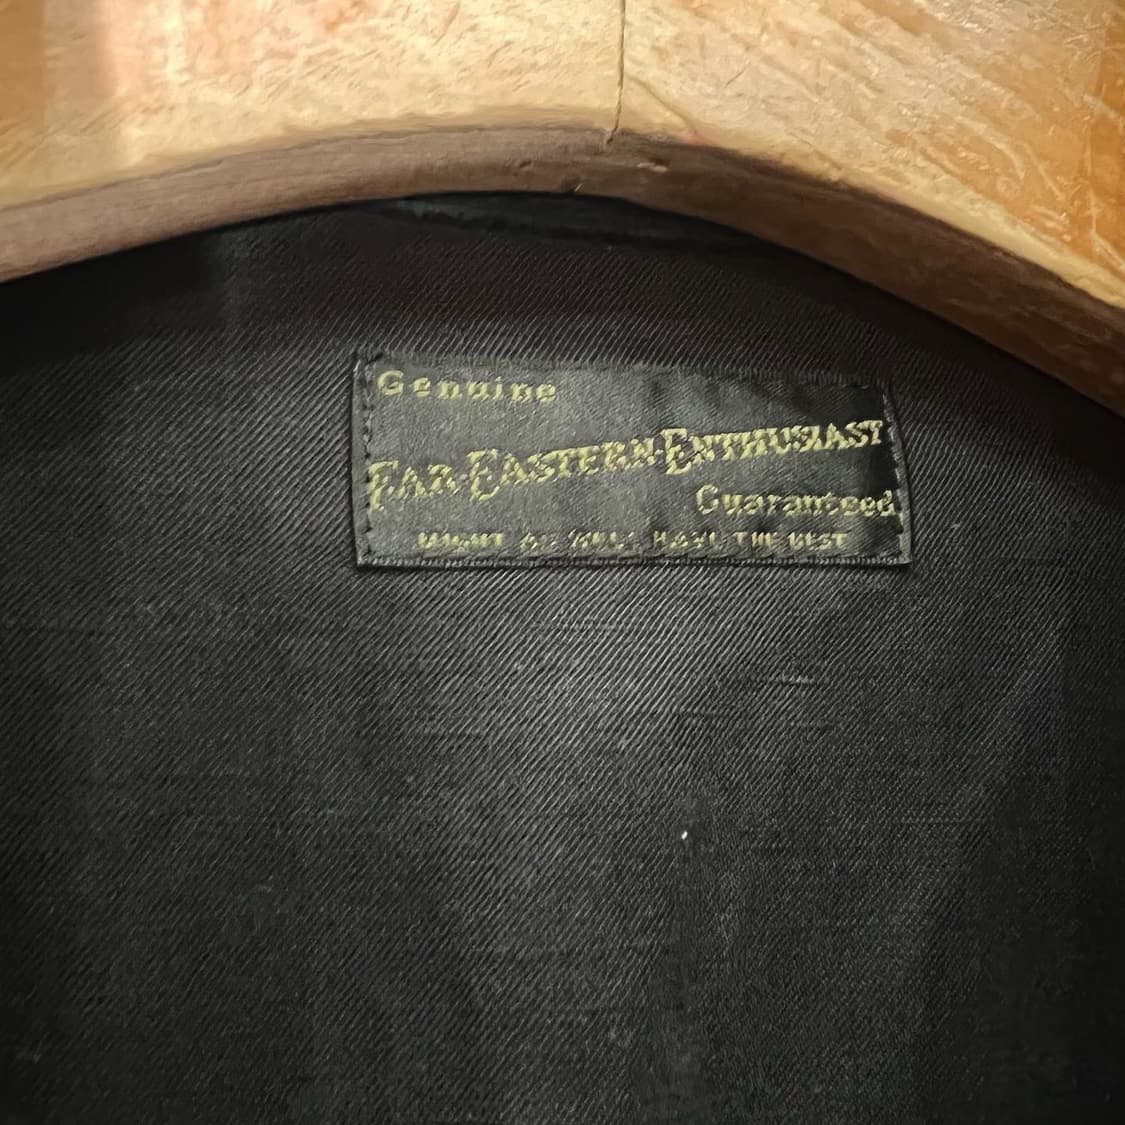 Genuine
FAR-EASTERN-ENTHUSIAST
Guaranteed
MIGHT AS WELL HAVE THE BEST